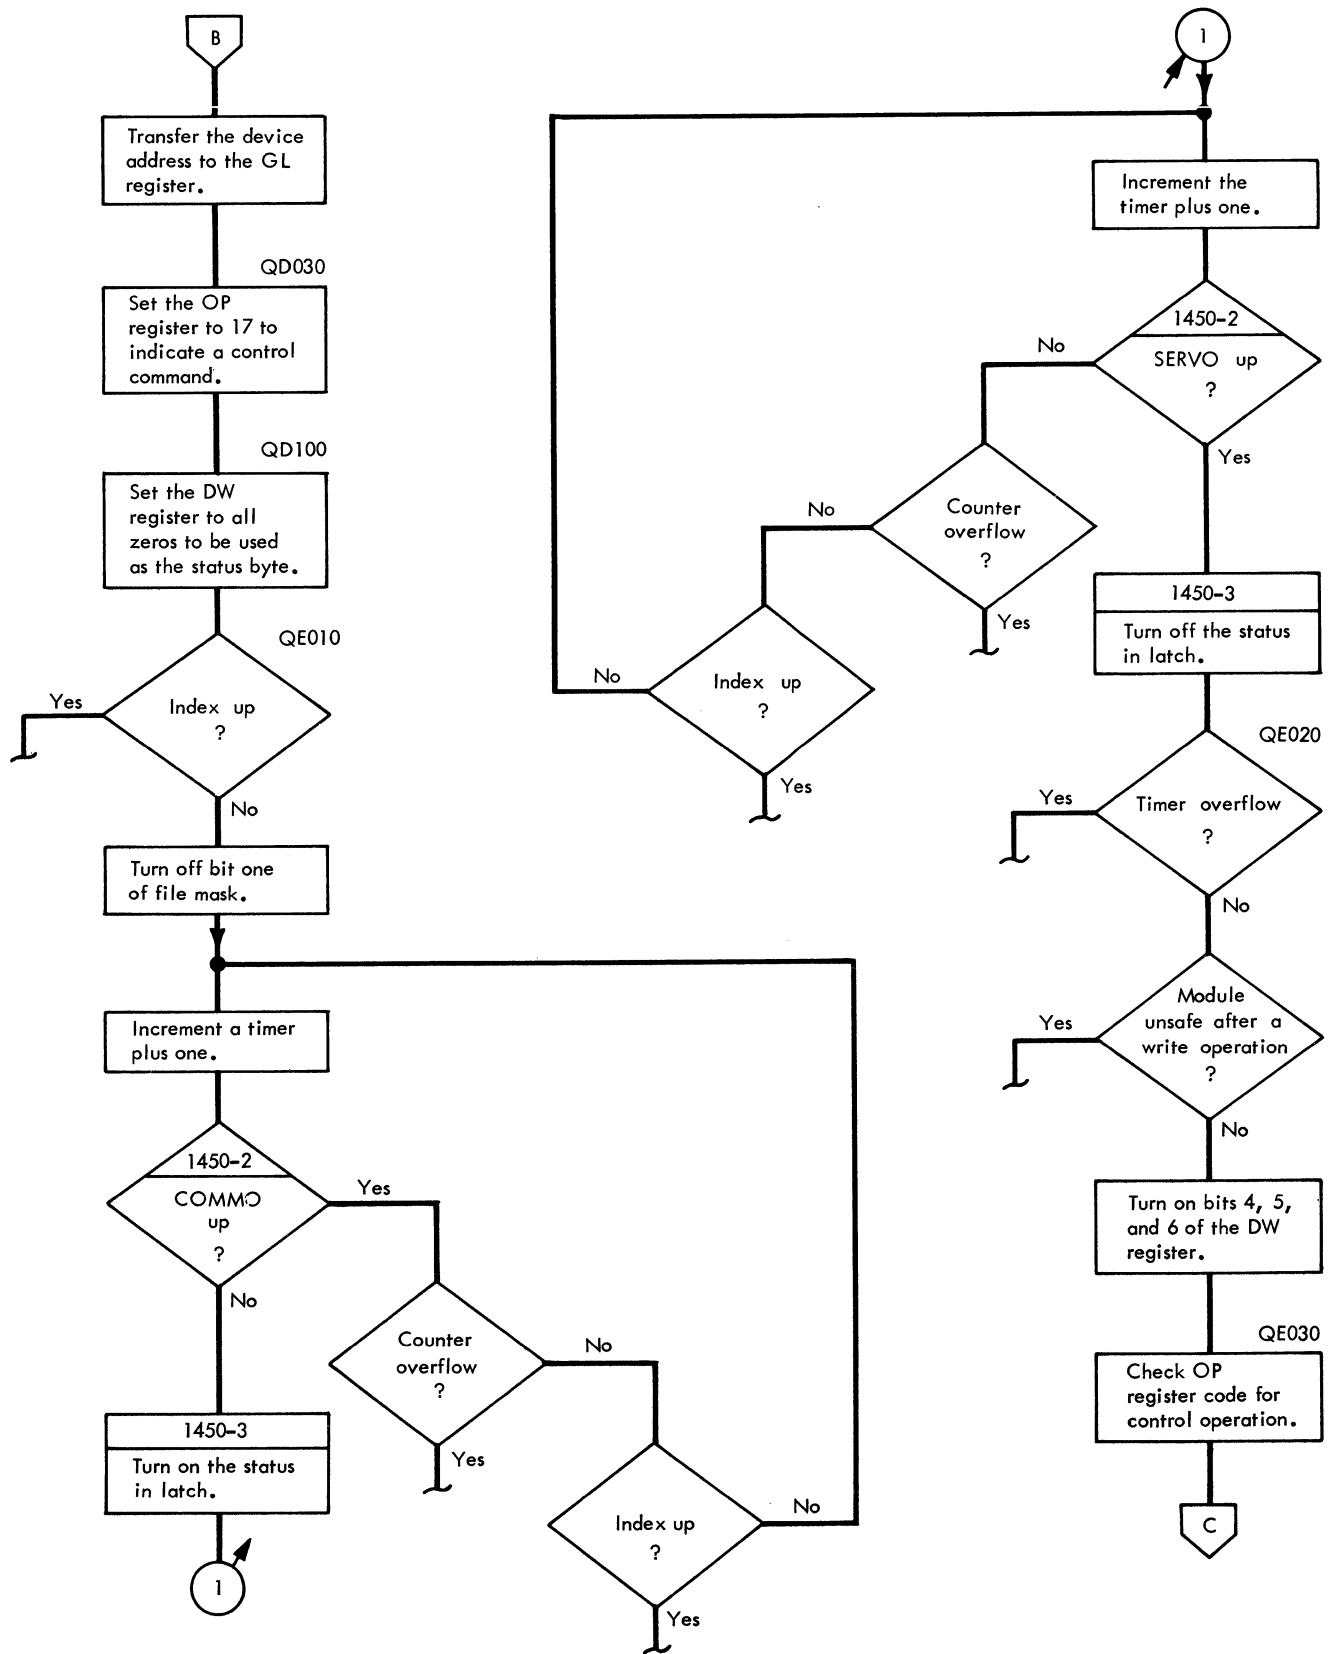 B
Transfer the device
address to the GL
register.
QD030
Set the OP
register to 17 to
indicate a control
command.
QD100
Set the DW
register to all
zeros to be used
as the status byte.
QE010
Index up
?
Yes
No
Turn off bit one
of file mask.
Increment a timer
plus one.
1450-2
COMMO
up
?
Yes
No
Counter
overflow
?
No
Yes
Index up
?
No
Yes
1450-3
Turn on the status
in latch.
1
1
Increment the
timer plus one.
1450-2
SERVO up
?
No
Yes
Counter
overflow
?
No
Yes
Index up
?
No
Yes
1450-3
Turn off the status
in latch.
QE020
Timer overflow
?
Yes
No
Module
unsafe after a
write operation
?
Yes
No
Turn on bits 4, 5,
and 6 of the DW
register.
QE030
Check OP
register code for
control operation.
C